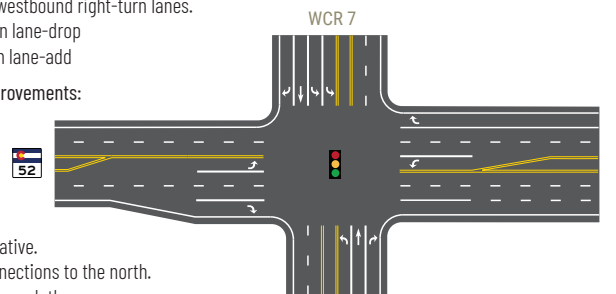 westbound right-turn lanes.
n lane-drop
n lane-add
WCR 7
rovements:
52
ative.
nections to the north.